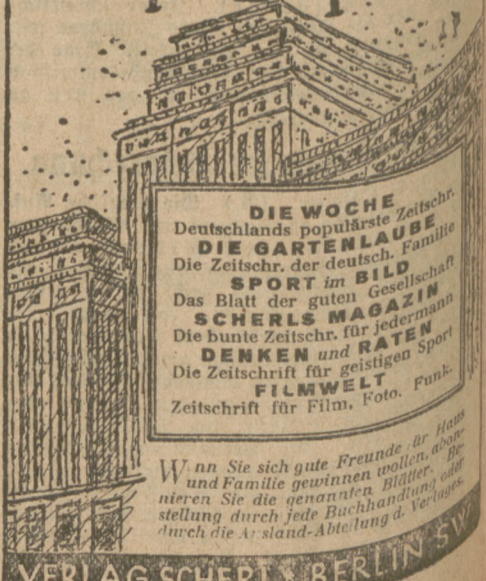 DIE WOCHE
Deutschlands populärste Zeitschr.
DIE GARTENLAUBE
Die Zeitschr. der deutsch. Familie
SPORT im BILD
Das Blatt der guten Gesellschaft
SCHERLS MAGAZIN
Die bunte Zeitschr. für jedermann
DENKEN und RATEN
Die Zeitschrift für geistigen Sport
FILMWELT
Zeitschrift für Film, Foto, Funk.
W nn Sie sich gute Freunde ür Haus
und Familie gewinnen wollen, abon-
nieren Sie die genannten Blätter. Be-
stellung durch jede Buchhandlung oder
durch die Ausland-Abteilung d. Verlages.
VERLAG SCHERL BERLIN SW